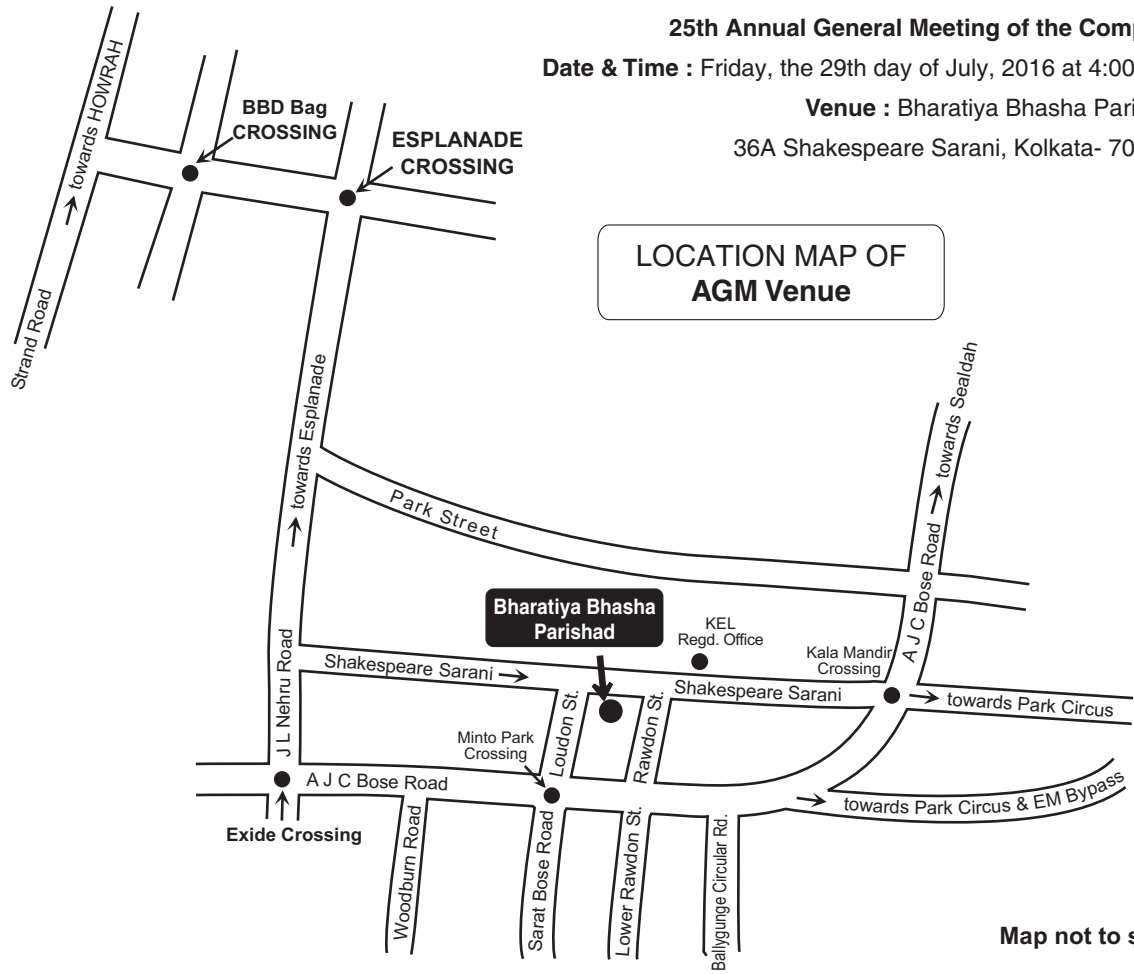 25th Annual General Meeting of the Comp
Date & Time : Friday, the 29th day of July, 2016 at 4:00
Venue : Bharatiya Bhasha Pari
36A Shakespeare Sarani, Kolkata- 70
BBD Bag
CROSSING
ESPLANADE
CROSSING
towards HOWRAH
Strand Road
LOCATION MAP OF
AGM Venue
towards Esplanade
J L Nehru Road
Park Street
towards Sealdah
A J C Bose Road
Bharatiya Bhasha
Parishad
KEL
Regd. Office
Kala Mandir
Crossing
Shakespeare Sarani
Shakespeare Sarani
towards Park Circus
Loudon St.
Rawdon St.
Minto Park
Crossing
A J C Bose Road
towards Park Circus & EM Bypass
Exide Crossing
Woodburn Road
Sarat Bose Road
Lower Rawdon St.
Ballygunge Circular Rd.
Map not to s